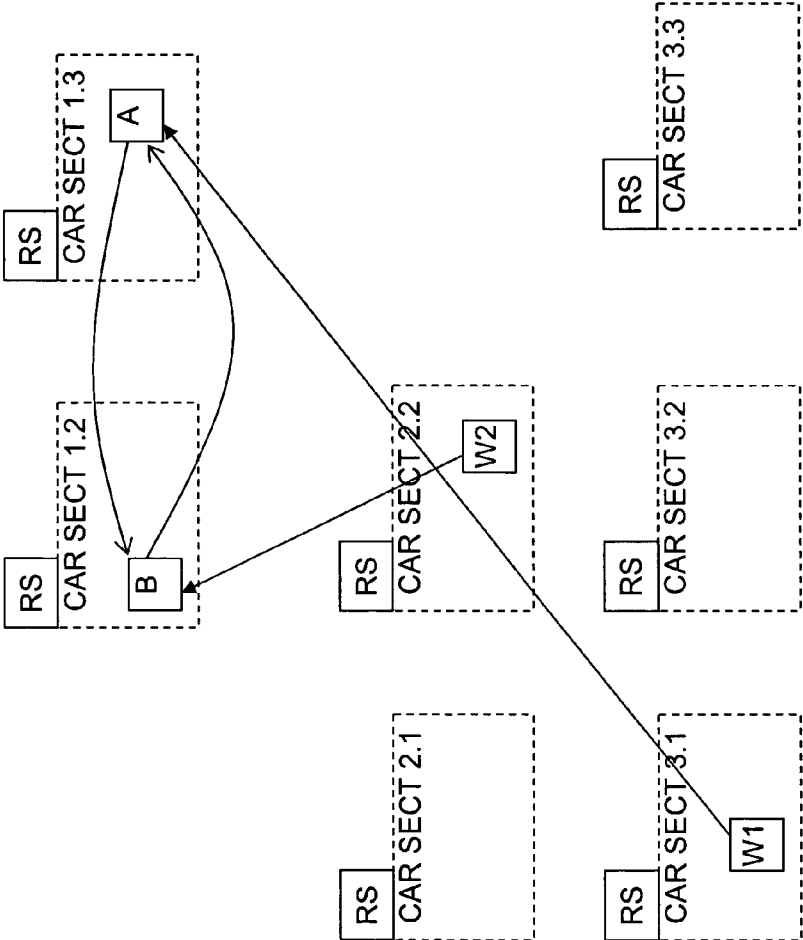 RS
RS
CAR SECT 1.2
CAR SECT 1.3
B
A
RS
RS
CAR SECT 2.1
CAR SECT 2.2
W2
RS
RS
RS
CAR SECT 3.1
CAR SECT 3.2
CAR SECT 3.3
W1